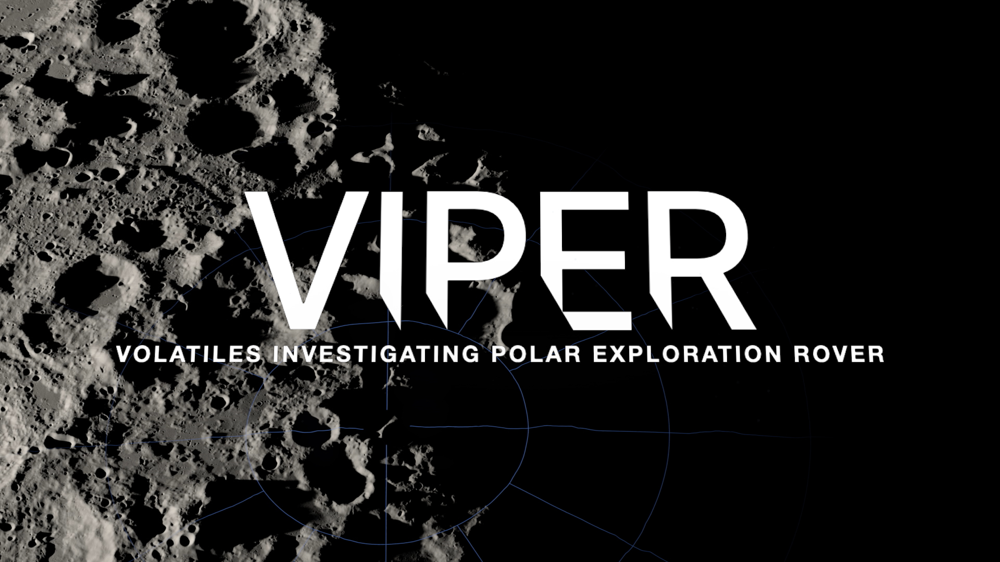 VIPER
VOLATILES INVESTIGATING POLAR EXPLORATION ROVER